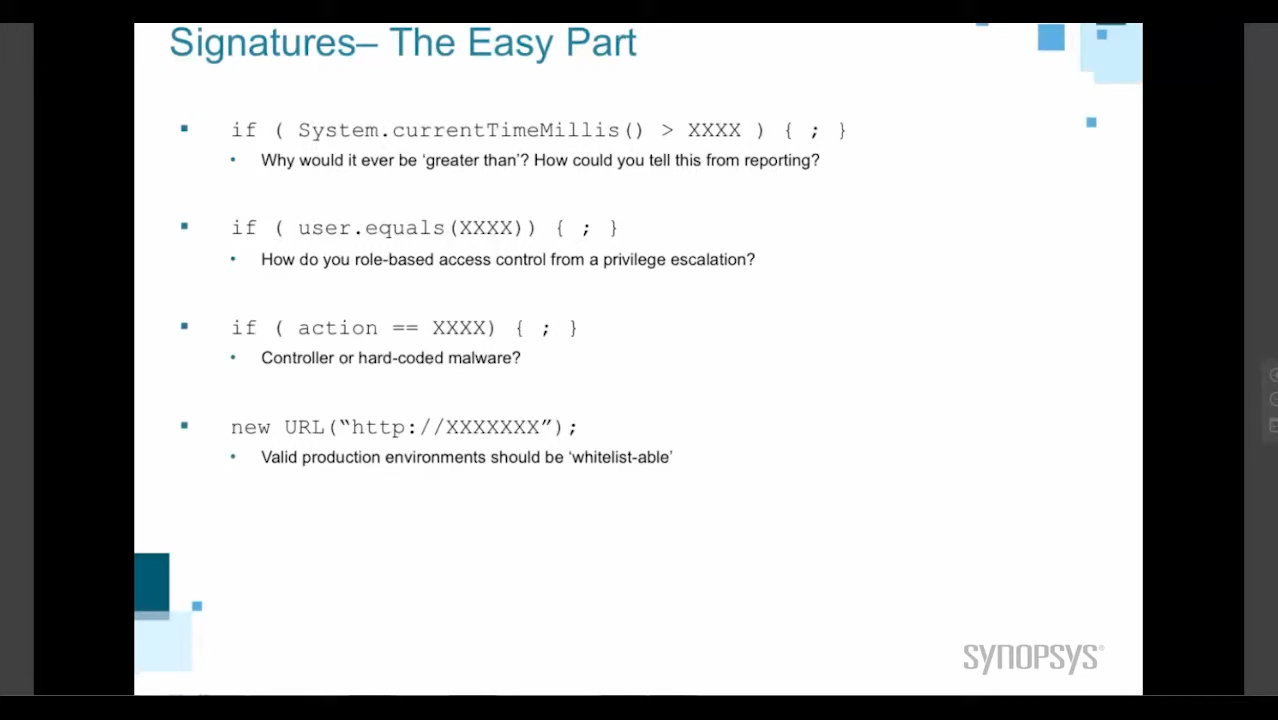 Signatures– The Easy Part
if ( System.currentTimeMillis() > XXXX ) { ; }
Why would it ever be ‘greater than’? How could you tell this from reporting?
if ( user.equals(XXXX)) { ; }
How do you role-based access control from a privilege escalation?
if ( action == XXXX) { ; }
Controller or hard-coded malware?
new URL(“http://XXXXXXX”);
Valid production environments should be ‘whitelist-able’
SYNOPSYS®